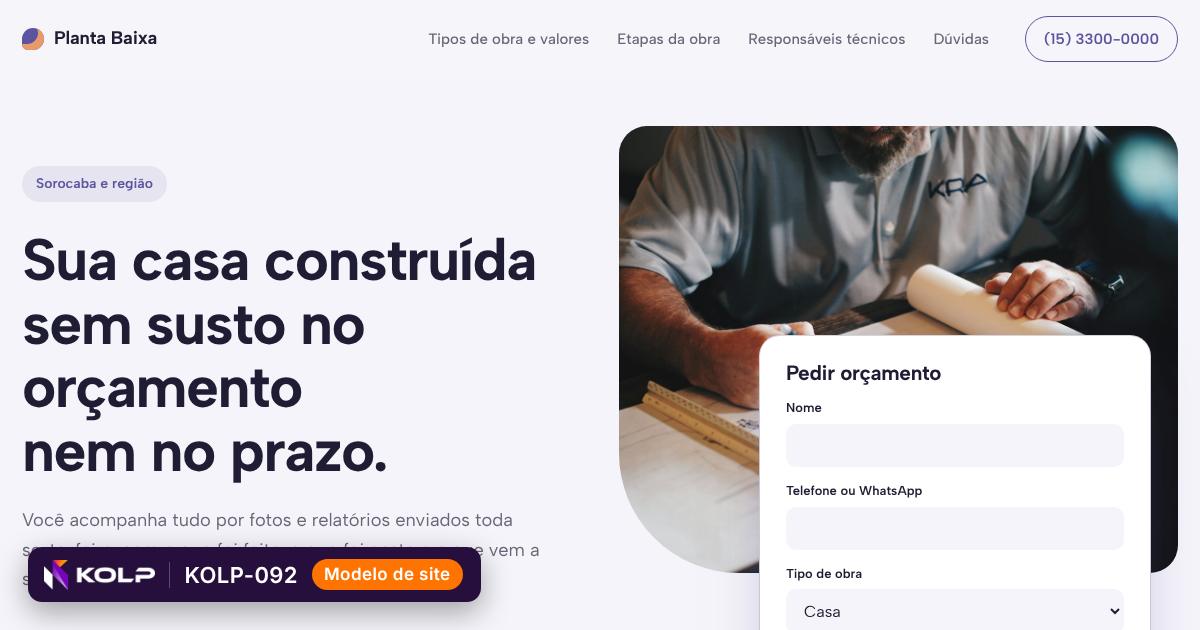 Planta Baixa
Tipos de obra e valores
Etapas da obra
Responsáveis técnicos
Dúvidas
(15) 3300-0000
Sorocaba e região
Sua casa construída
sem susto no
orçamento
nem no prazo.
Você acompanha tudo por fotos e relatórios enviados toda
vem a
KRA
Pedir orçamento
Nome
Telefone ou WhatsApp
Tipo de obra
Casa
KOLP
KOLP-092
Modelo de site